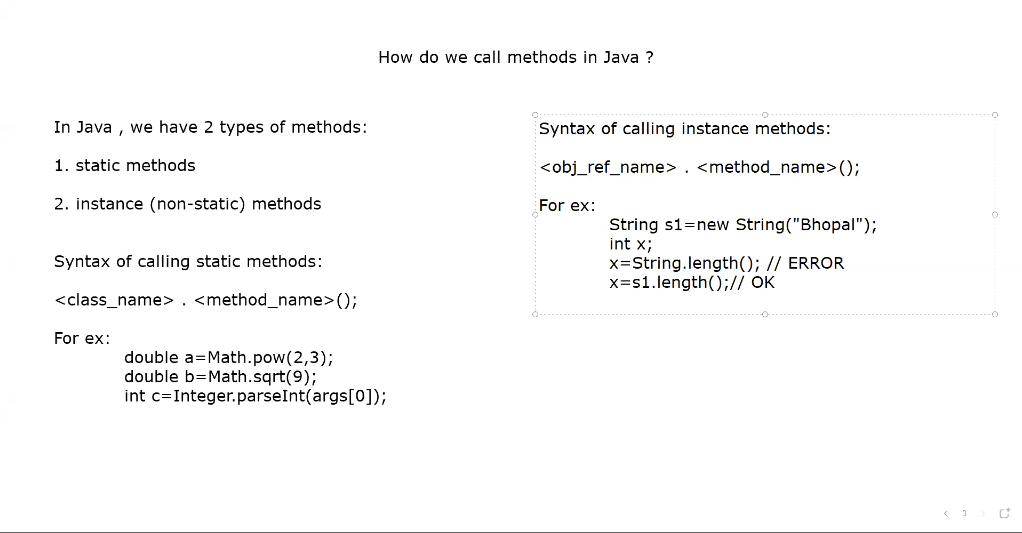 How do we call methods in Java ?
In Java , we have 2 types of methods:
1. static methods
2. instance (non-static) methods
Syntax of calling static methods:
<class_name> . <method_name>();
For ex:
double a=Math.pow(2,3);
double b=Math.sqrt(9);
int c=Integer.parseInt(args[0]);
Syntax of calling instance methods:
<obj_ref_name> . <method_name>();
For ex:
String s1=new String("Bhopal");
int x;
x=String.length(); // ERROR
x=s1.length();// OK
3